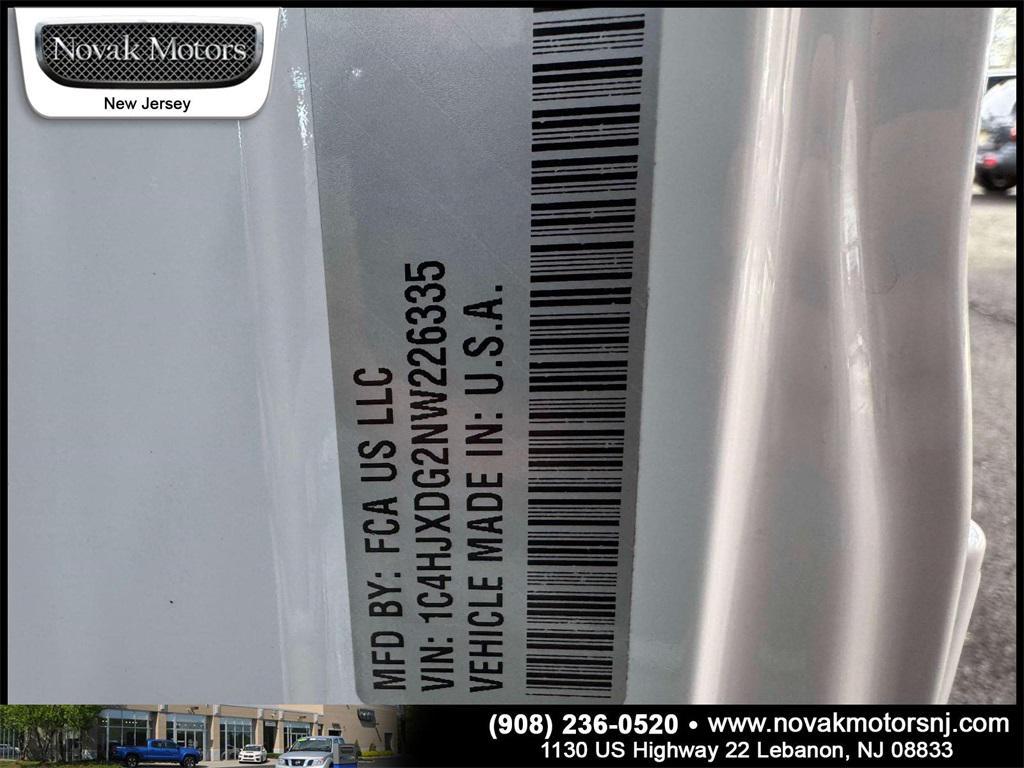 Novak Motors
New Jersey
MFD BY: FCA US LLC
VIN: 1C4HJXDG2NW226335
VEHICLE MADE IN: U.S.A.
(908) 236-0520 • www.novakmotorsnj.com
1130 US Highway 22 Lebanon, NJ 08833